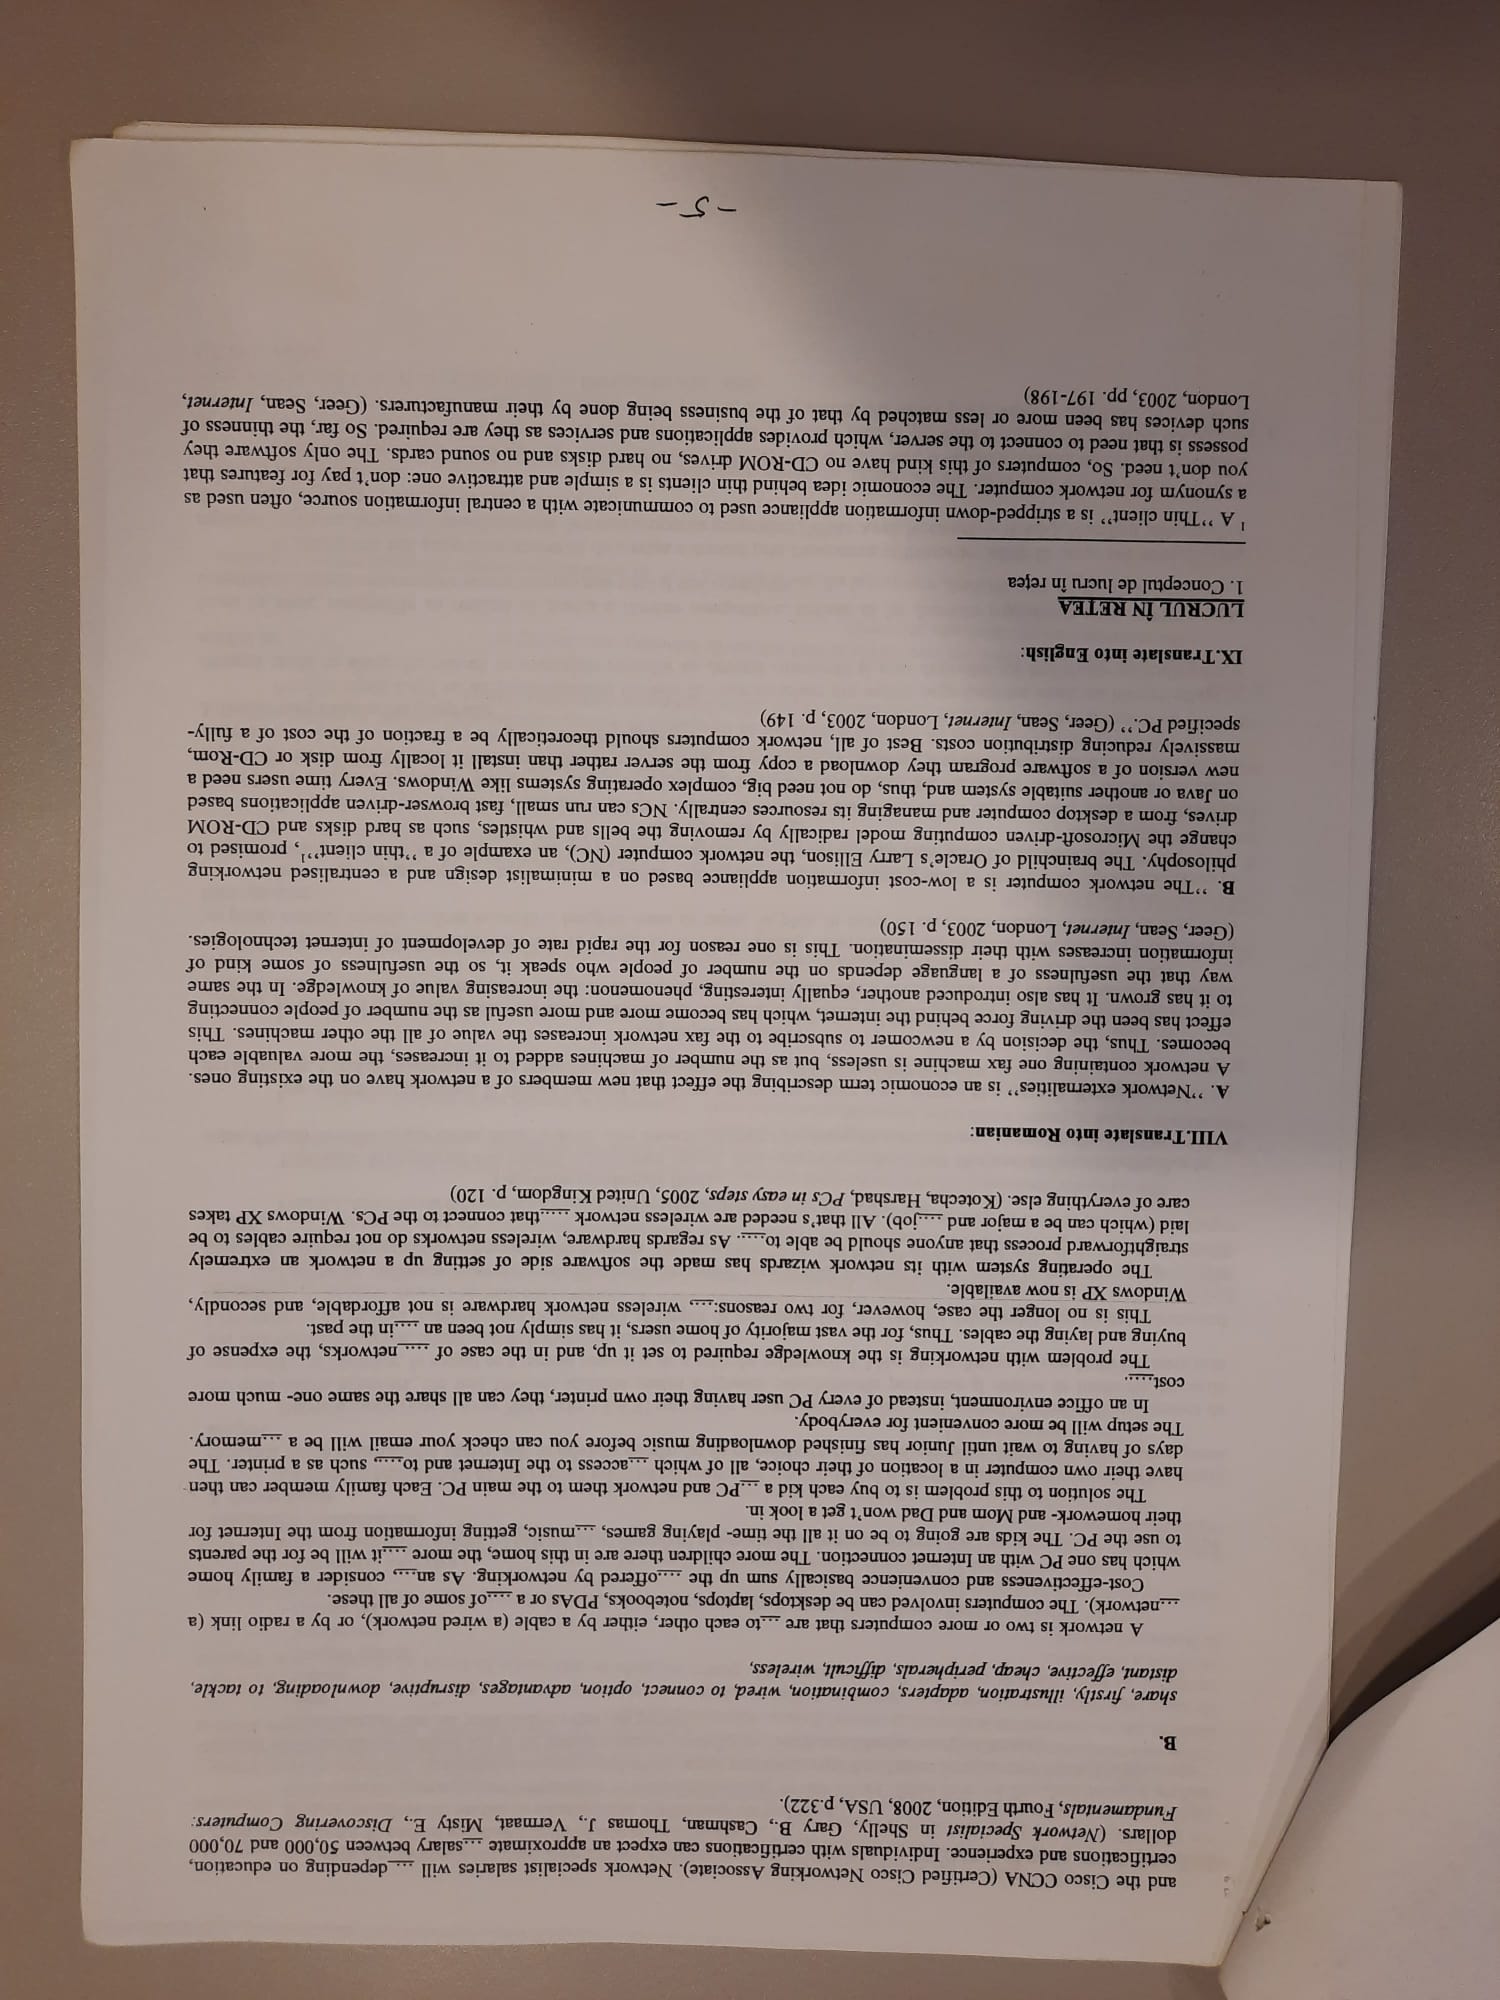 and the Cisco CCNA (Certified Cisco Networking Associate). Network specialist salaries will ... depending on education,
certifications and experience. Individuals with certifications can expect an approximate ...salary between 50,000 and 70,000
dollars. (Network Specialist in Shelly, Gary B., Cashman, Thomas J., Vermaat, Misty E., Discovering Computers:
Fundamentals, Fourth Edition, 2008, USA, p.322).
B.
share, firstly, illustration, adapters, combination, wired, to connect, option, advantages, disruptive, downloading, to tackle,
distant, effective, cheap, peripherals, difficult, wireless,
A network is two or more computers that are ...to each other, either by a cable (a wired network), or by a radio link (a
...network). The computers involved can be desktops, laptops, notebooks, PDAs or a ....of some of all these.
Cost-effectiveness and convenience basically sum up the ....offered by networking. As an..., consider a family home
which has one PC with an Internet connection. The more children there are in this home, the more ....it will be for the parents
to use the PC. The kids are going to be on it all the time- playing games, ...music, getting information from the Internet for
their homework- and Mom and Dad won't get a look in.
The solution to this problem is to buy each kid a ...PC and network them to the main PC. Each family member can then
have their own computer in a location of their choice, all of which ...access to the Internet and to...., such as a printer. The
days of having to wait until Junior has finished downloading music before you can check your email will be a ...memory.
The setup will be more convenient for everybody.
In an office environment, instead of every PC user having their own printer, they can all share the same one- much more
cost.....
The problem with networking is the knowledge required to set it up, and in the case of .... networks, the expense of
buying and laying the cables. Thus, for the vast majority of home users, it has simply not been an ....in the past.
This is no longer the case, however, for two reasons:..., wireless network hardware is not affordable, and secondly,
Windows XP is now available.
The operating system with its network wizards has made the software side of setting up a network an extremely
straightforward process that anyone should be able to..... As regards hardware, wireless networks do not require cables to be
laid (which can be a major and ....job). All that's needed are wireless network .....that connect to the PCs. Windows XP takes
care of everything else. (Kotecha, Harshad, PCs in easy steps, 2005, United Kingdom, p. 120)
VIII.Translate into Romanian:
A. ''Network externalities'' is an economic term describing the effect that new members of a network have on the existing ones.
A network containing one fax machine is useless, but as the number of machines added to it increases, the more valuable each
becomes. Thus, the decision by a newcomer to subscribe to the fax network increases the value of all the other machines. This
effect has been the driving force behind the internet, which has become more and more useful as the number of people connecting
to it has grown. It has also introduced another, equally interesting, phenomenon: the increasing value of knowledge. In the same
way that the usefulness of a language depends on the number of people who speak it, so the usefulness of some kind of
information increases with their dissemination. This is one reason for the rapid rate of development of internet technologies.
(Geer, Sean, Internet, London, 2003, p. 150)
B. ''The network computer is a low-cost information appliance based on a minimalist design and a centralised networking
philosophy. The brainchild of Oracle's Larry Ellison, the network computer (NC), an example of a ''thin client''1, promised to
change the Microsoft-driven computing model radically by removing the bells and whistles, such as hard disks and CD-ROM
drives, from a desktop computer and managing its resources centrally. NCs can run small, fast browser-driven applications based
on Java or another suitable system and, thus, do not need big, complex operating systems like Windows. Every time users need a
new version of a software program they download a copy from the server rather than install it locally from disk or CD-Rom,
massively reducing distribution costs. Best of all, network computers should theoretically be a fraction of the cost of a fully-
specified PC.'' (Geer, Sean, Internet, London, 2003, p. 149)
IX.Translate into English:
LUCRUL ÎN REŢEA
1. Conceptul de lucru în reţea
1 A ''Thin client'' is a stripped-down information appliance used to communicate with a central information source, often used as
a synonym for network computer. The economic idea behind thin clients is a simple and attractive one: don't pay for features that
you don't need. So, computers of this kind have no CD-ROM drives, no hard disks and no sound cards. The only software they
possess is that need to connect to the server, which provides applications and services as they are required. So far, the thinness of
such devices has been more or less matched by that of the business being done by their manufacturers. (Geer, Sean, Internet,
London, 2003, pp. 197-198)
-5-